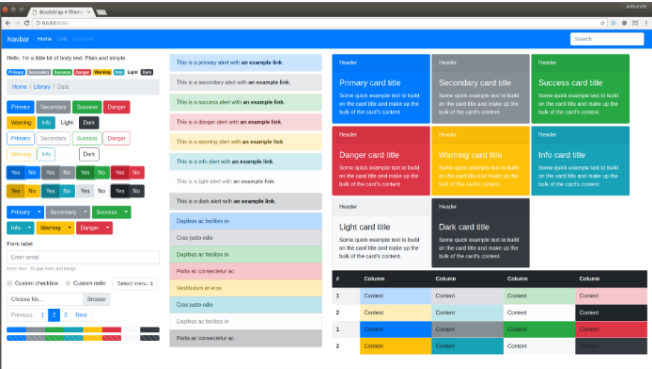 Bootstrap 4 Them
0.0.0.0
Navbar Home Link
Search
Hello. I'm a little bit of body text. Plain and simple.
Primary Secondary Success Danger Warning Info Light Dark
Home / Library / Data
Primary Secondary Success Danger
Warning Info Light Dark
Primary Secondary Success Danger
Warning Info Dark
Yes No Yes No Yes No Yes No
Yes No Yes No Yes No Yes No
Primary Secondary Success
Info Warning Danger
Form label
Enter email
Custom checkbox Custom radio Select menu
Choose file... Browse
Previous 1 2 3 Next
This is a primary alert with an example link.
This is a secondary alert with an example link.
This is a success alert with an example link.
This is a danger alert with an example link.
This is a warning alert with an example link.
This is a info alert with an example link.
This is a light alert with an example link.
This is a dark alert with an example link.
Dapibus ac facilisis in
Cras justo odio
Dapibus ac facilisis in
Porta ac consectetur ac
Vestibulum at eros
Cras justo odio
Dapibus ac facilisis in
Porta ac consectetur ac
Header
Primary card title
Some quick example text to build
on the card title and make up the
bulk of the card's content.
Header
Secondary card title
Some quick example text to build
on the card title and make up the
bulk of the card's content.
Header
Success card title
Some quick example text to build
on the card title and make up the
bulk of the card's content.
Header
Danger card title
Some quick example text to build
on the card title and make up the
bulk of the card's content.
Header
Warning card title
Some quick example text to build
on the card title and make up the
bulk of the card's content.
Header
Info card title
Some quick example text to build
on the card title and make up the
bulk of the card's content.
Header
Light card title
Some quick example text to build
on the card title and make up the
bulk of the card's content.
Header
Dark card title
Some quick example text to build
on the card title and make up the
bulk of the card's content.
# Column Column Column Column
1 Content Content Content Content
2 Content Content Content Content
1 Content Content Content Content
2 Content Content Content Content